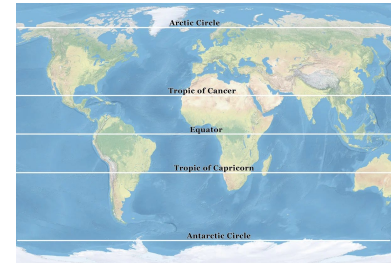 Arctic Circle
Tropic of Cancer
Equator
Tropic of Capricorn
Antarctic Circle